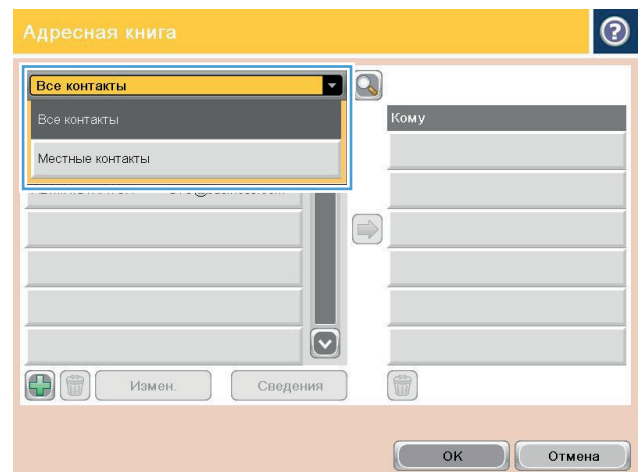 Адресная книга
Все контакты
Все контакты
Местные контакты
Кому
Измен.
Сведения
OK
Отмена